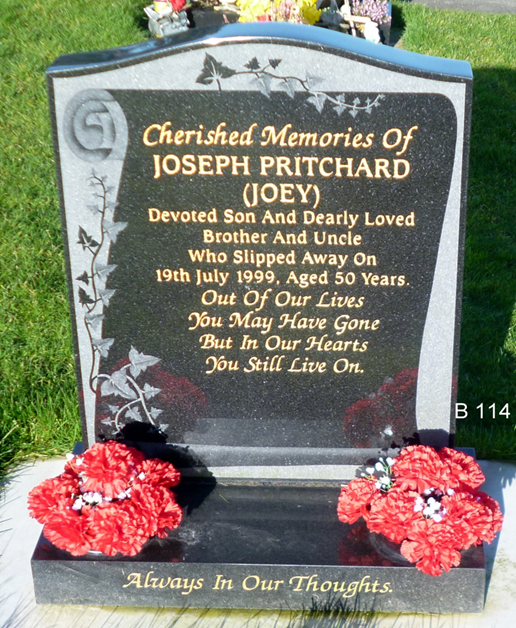 Cherished Memories Of
JOSEPH PRITCHARD
(JOEY)
Devoted Son And Dearly Loved
Brother And Uncle
Who Slipped Away On
19th July 1999, Aged 50 Years.
Out Of Our Lives
You May Have Gone
But In Our Hearts
You Still Live On.
B 114
Always In Our Thoughts.